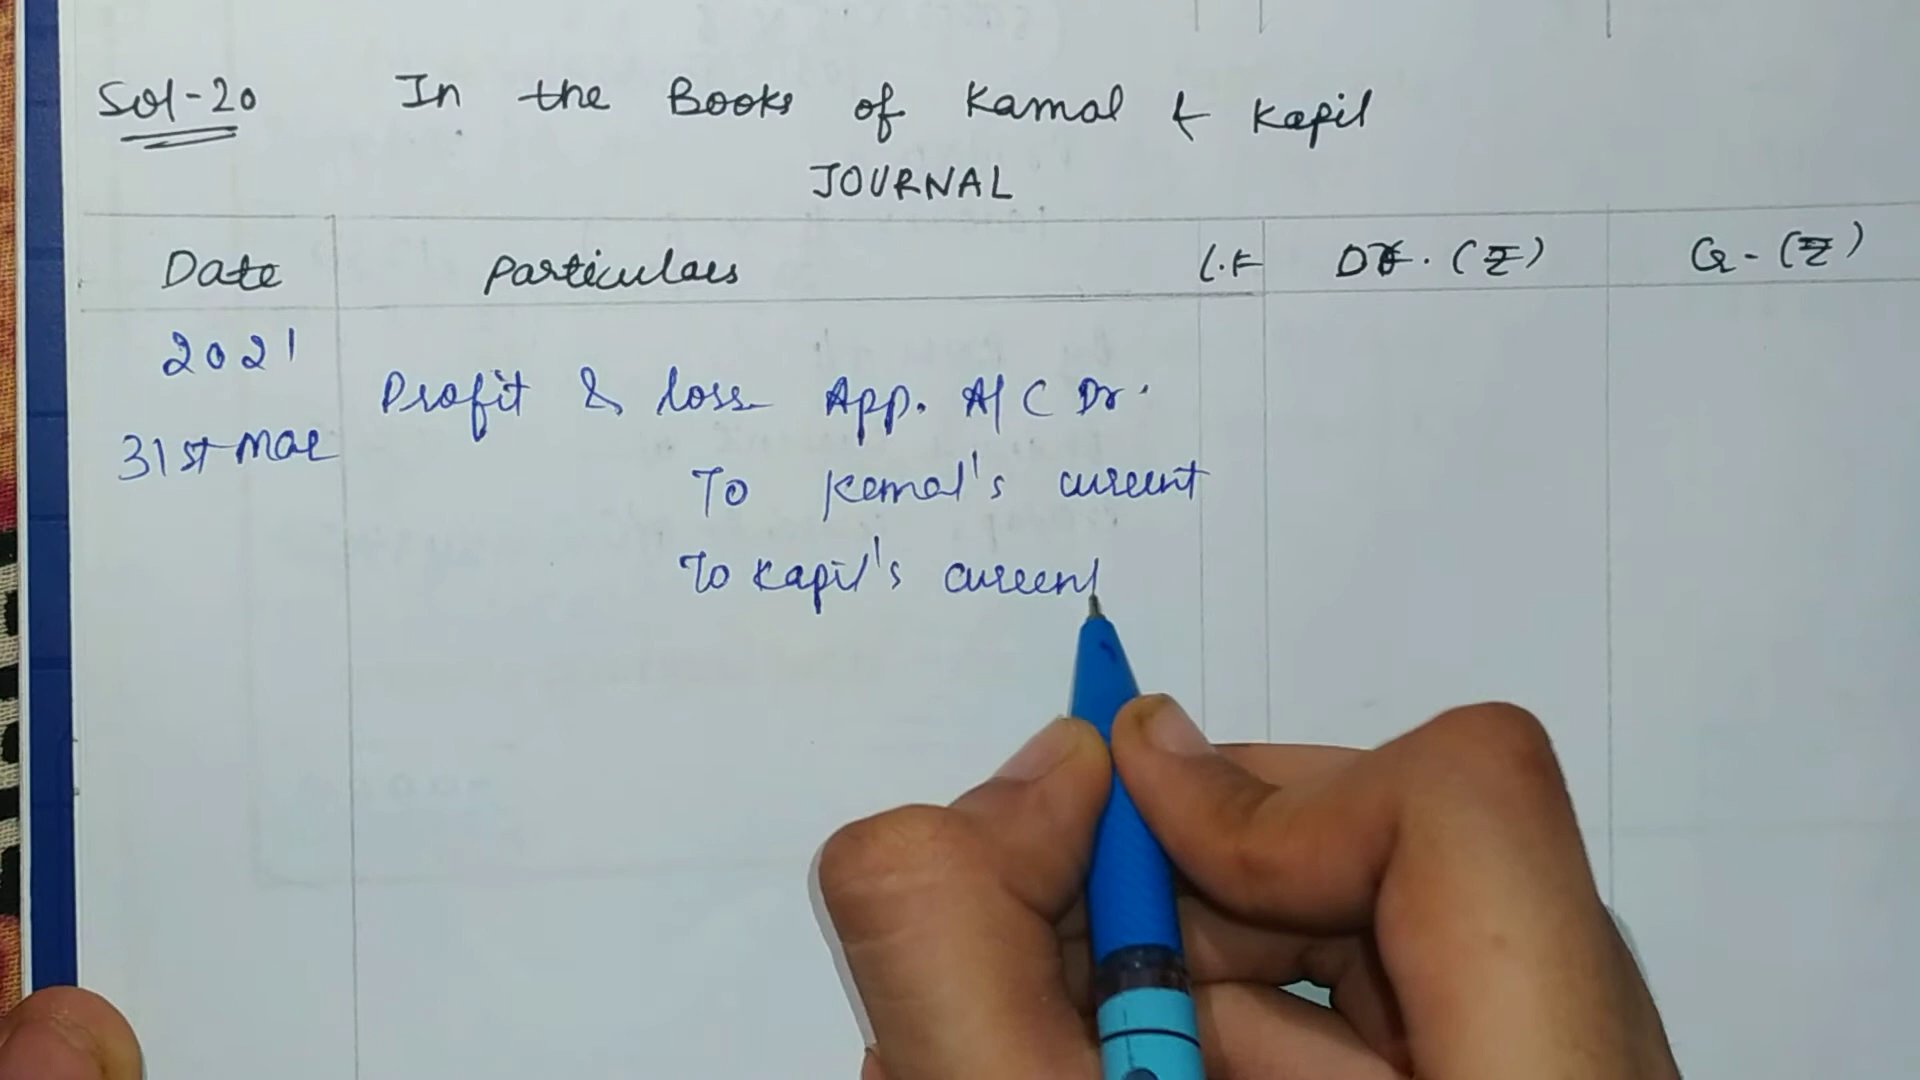 Sol-20 In the Books of Kamal & Kapil
JOURNAL
Date Particulars L.F Dr. (₹) Cr. (₹)
2021
Profit & loss App. A/C Dr.
31st Mar
To Kamal's current
To Kapil's current